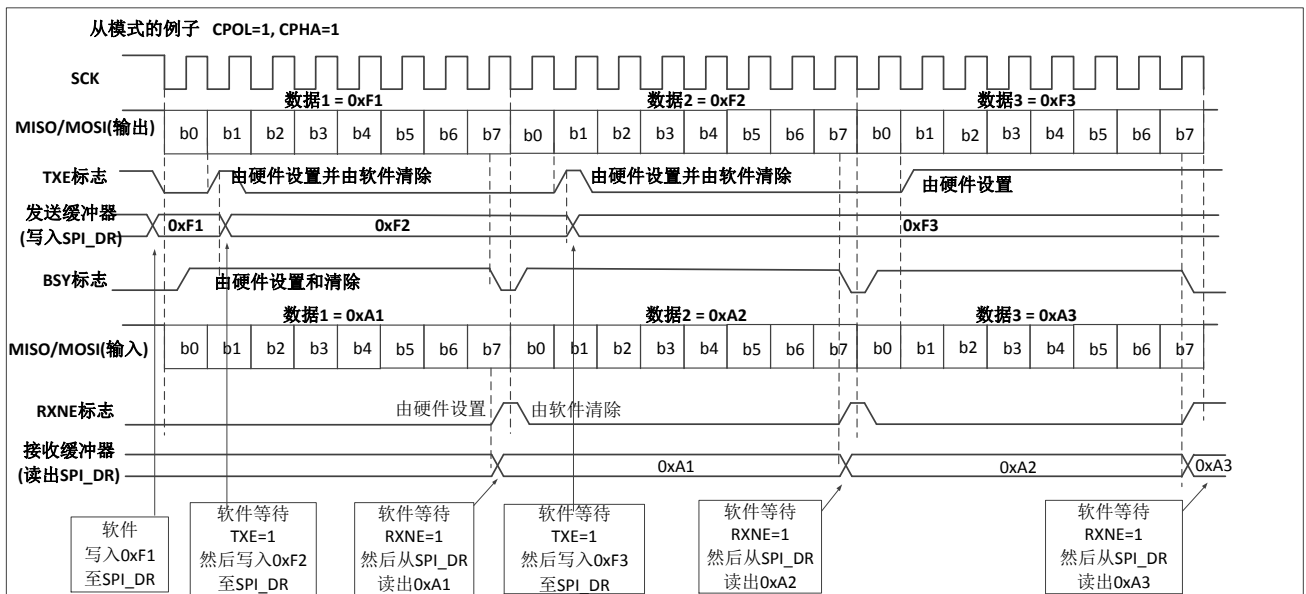 从模式的例子 CPOL=1, CPHA=1
SCK
数据1 = 0xF1 数据2 = 0xF2 数据3 = 0xF3
MISO/MOSI(输出) b0 b1 b2 b3 b4 b5 b6 b7 b0 b1 b2 b3 b4 b5 b6 b7 b0 b1 b2 b3 b4 b5 b6 b7
TXE标志 由硬件设置并由软件清除 由硬件设置并由软件清除 由硬件设置
发送缓冲器
(写入SPI_DR) 0xF1 0xF2 0xF3
BSY标志 由硬件设置和清除
数据1 = 0xA1 数据2 = 0xA2 数据3 = 0xA3
MISO/MOSI(输入) b0 b1 b2 b3 b4 b5 b6 b7 b0 b1 b2 b3 b4 b5 b6 b7 b0 b1 b2 b3 b4 b5 b6 b7
RXNE标志 由硬件设置 由软件清除
接收缓冲器
(读出SPI_DR) 0xA1 0xA2 0xA3
软件
写入0xF1
至SPI_DR
软件等待
TXE=1
然后写入0xF2
至SPI_DR
软件等待
RXNE=1
然后从SPI_DR
读出0xA1
软件等待
TXE=1
然后写入0xF3
至SPI_DR
软件等待
RXNE=1
然后从SPI_DR
读出0xA2
软件等待
RXNE=1
然后从SPI_DR
读出0xA3